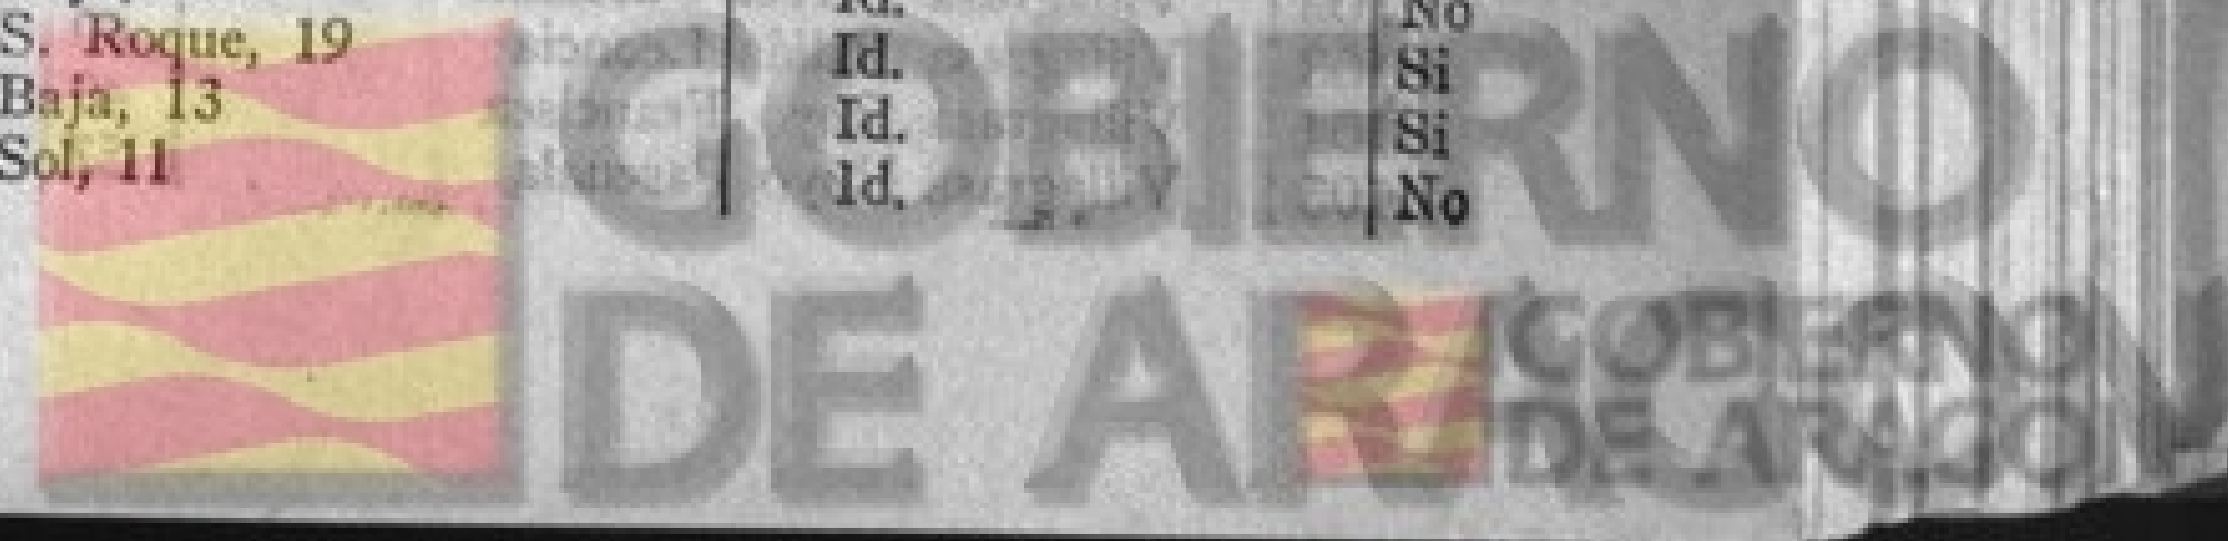 Id. No
S. Roque, 19 Id. Si
Baja, 13 Id. Si
Sol, 11 Id. No
GOBIERNO
DE ARAGON
GOBIERNO
DE ARAGON